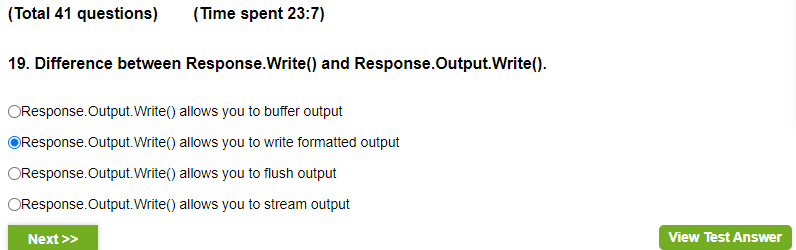 (Total 41 questions) (Time spent 23:7)
19. Difference between Response.Write() and Response.Output.Write().
Response.Output.Write() allows you to buffer output
Response.Output.Write() allows you to write formatted output
Response.Output.Write() allows you to flush output
Response.Output.Write() allows you to stream output
Next >> View Test Answer